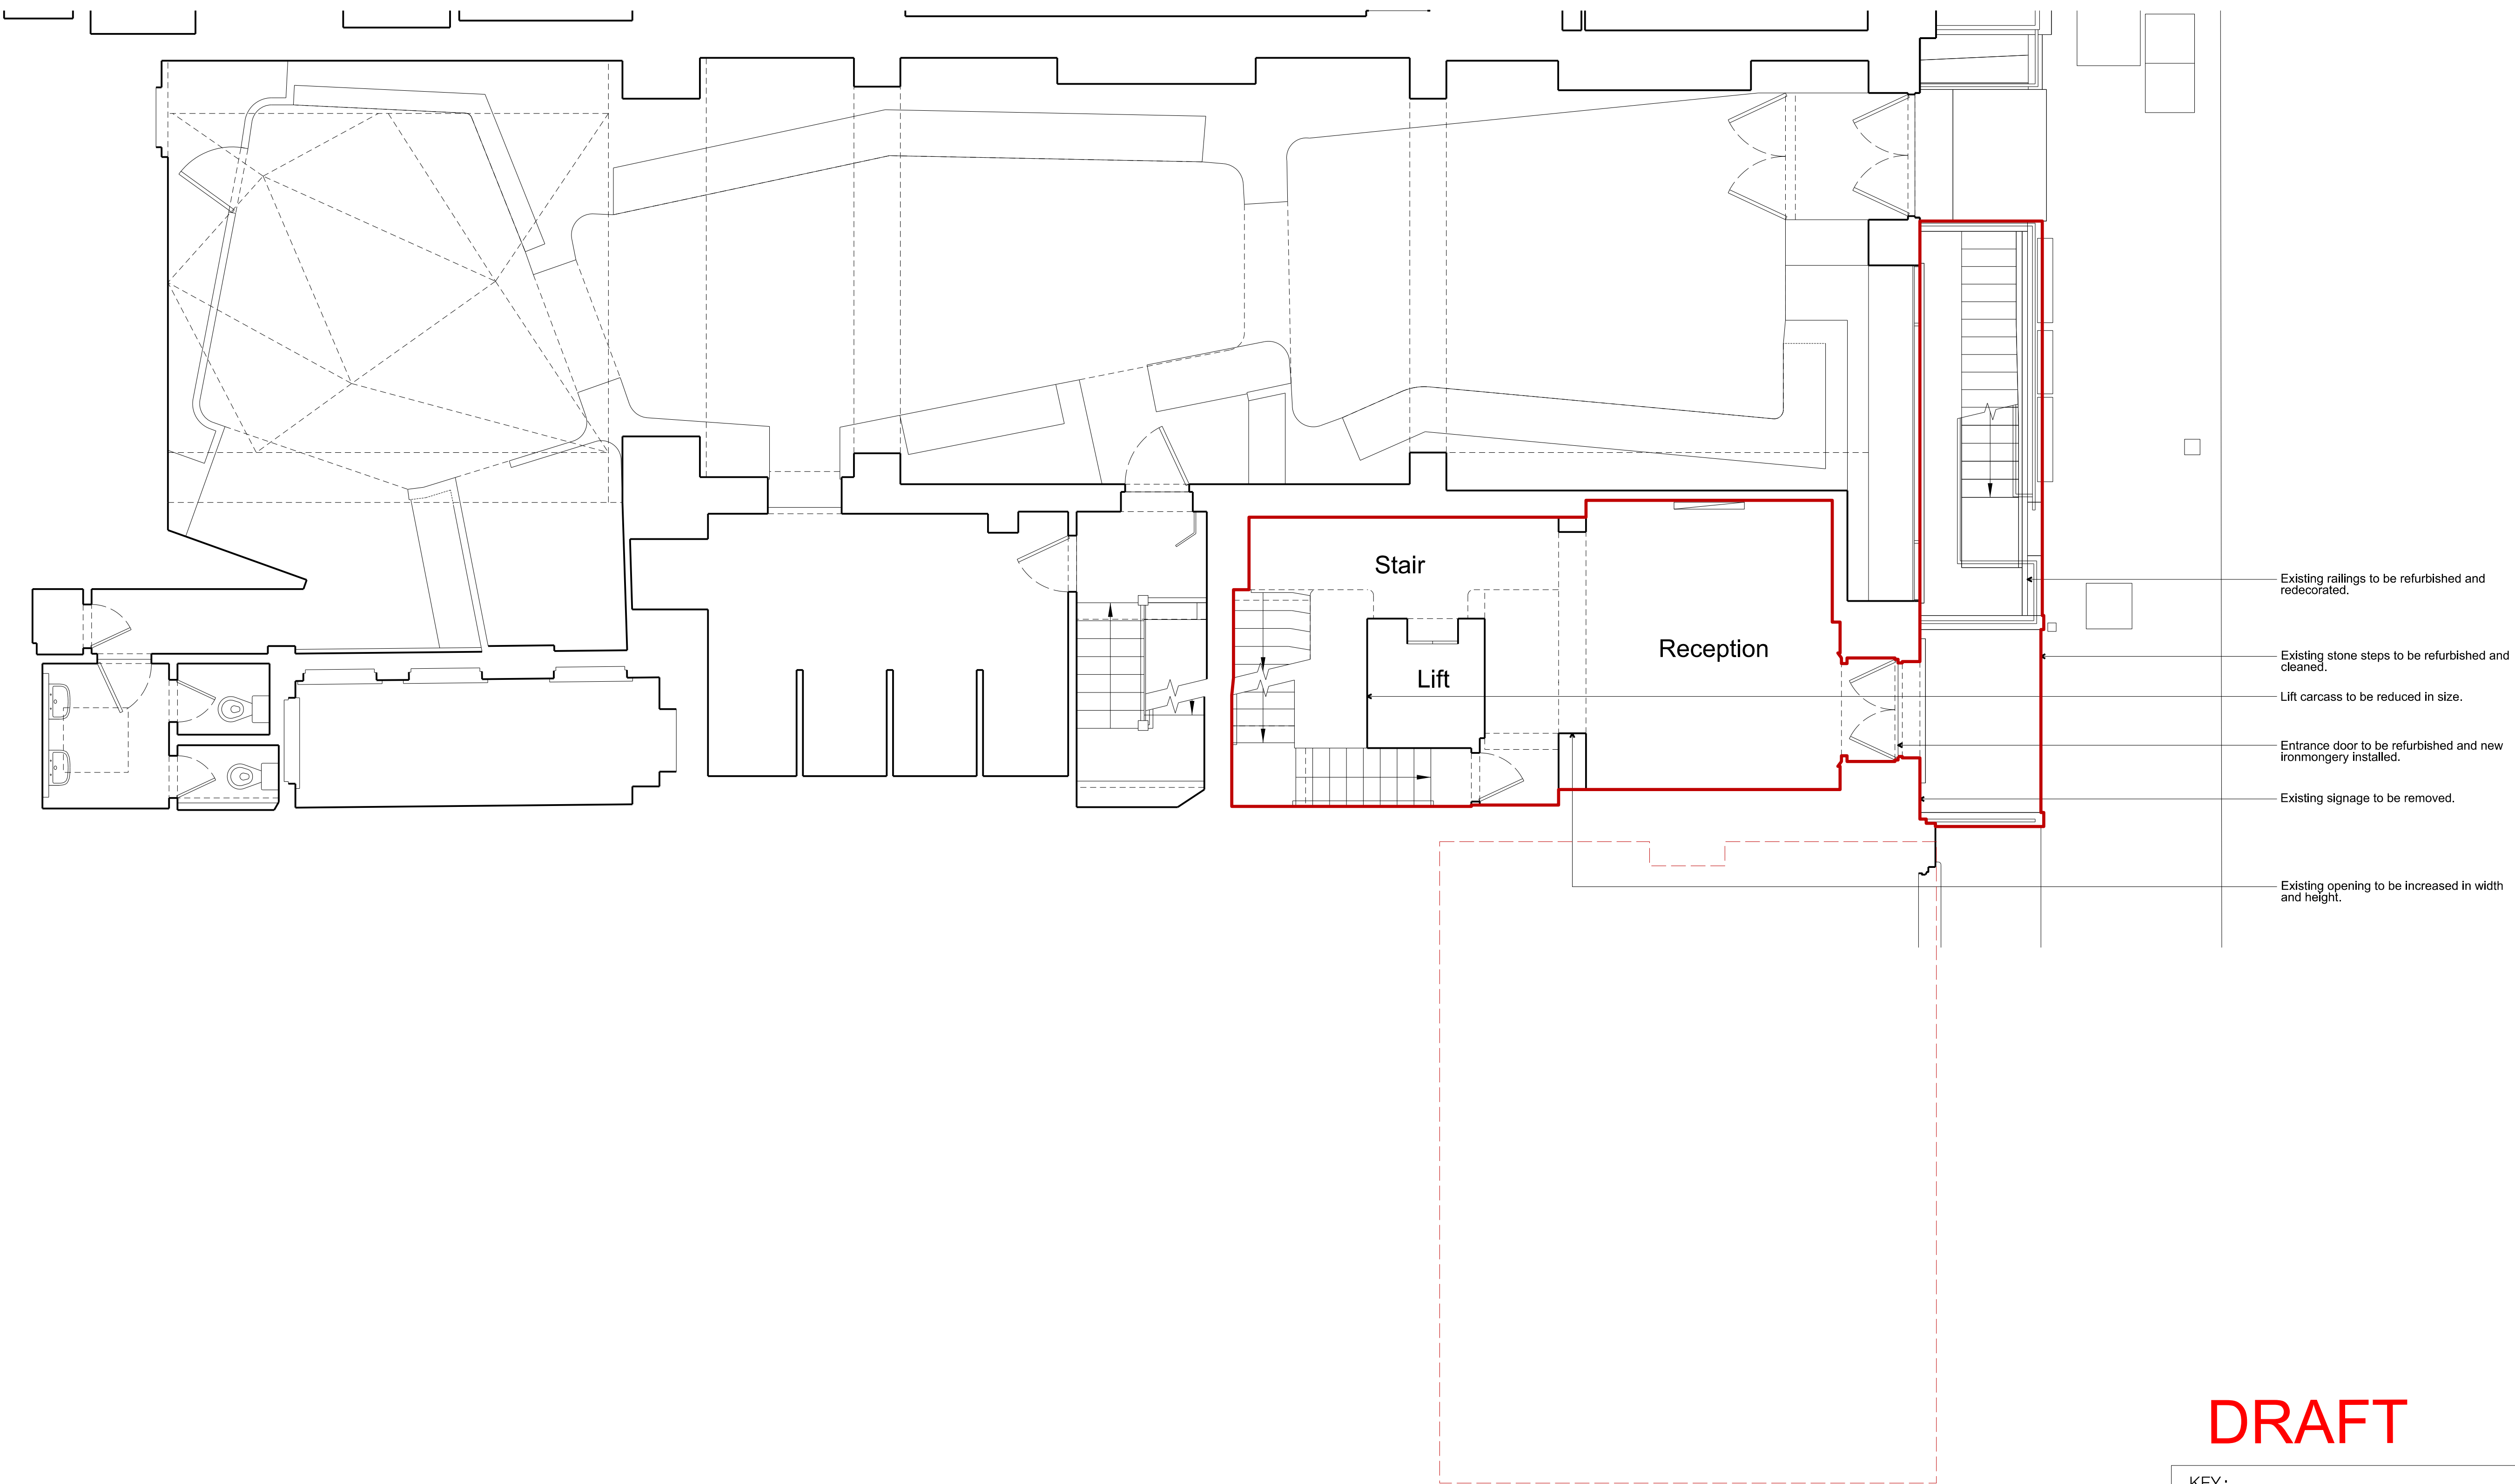 Stair
Lift
Reception
Existing railings to be refurbished and
redecorated.
Existing stone steps to be refurbished and
cleaned.
Lift carcass to be reduced in size.
Entrance door to be refurbished and new
ironmongery installed.
Existing signage to be removed.
Existing opening to be increased in width
and height.
DRAFT
KEY: